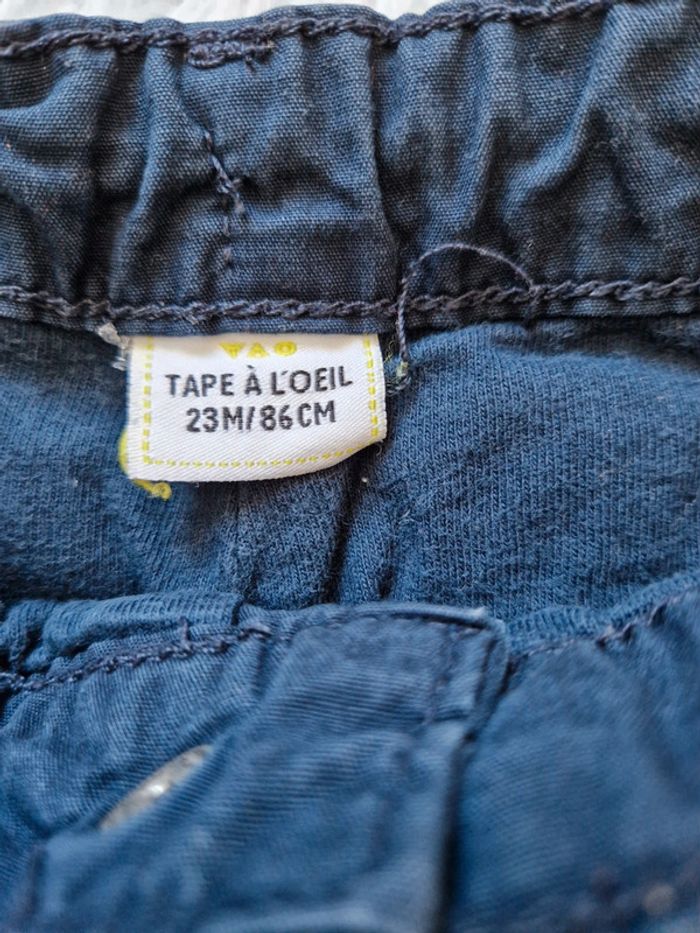 TAO
TAPE À L'OEIL
23M/86CM